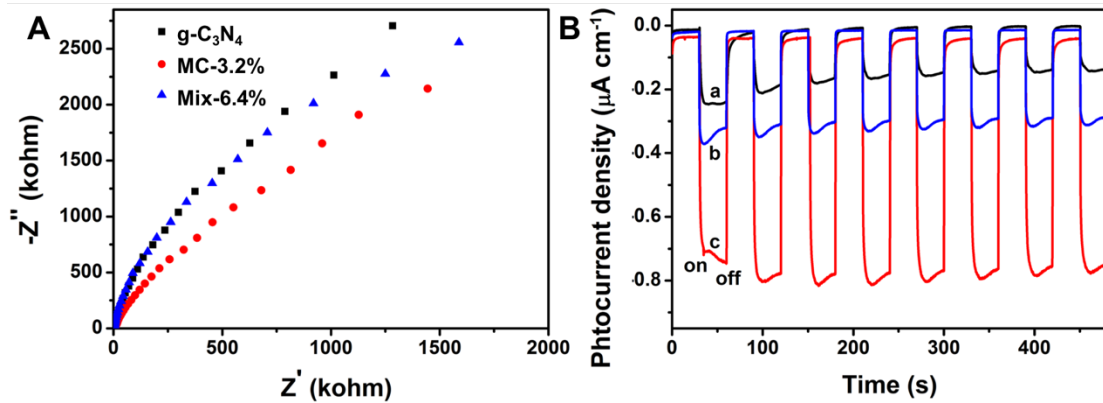 A
g-C₃N₄
MC-3.2%
Mix-6.4%
-Z'' (kohm)
2500
2000
1500
1000
500
0
0 500 1000 1500 2000
Z' (kohm)
B
Phtocurrent density (μA cm⁻¹)
0.0
-0.2
-0.4
-0.6
-0.8
a
b
c
on
off
0 100 200 300 400
Time (s)